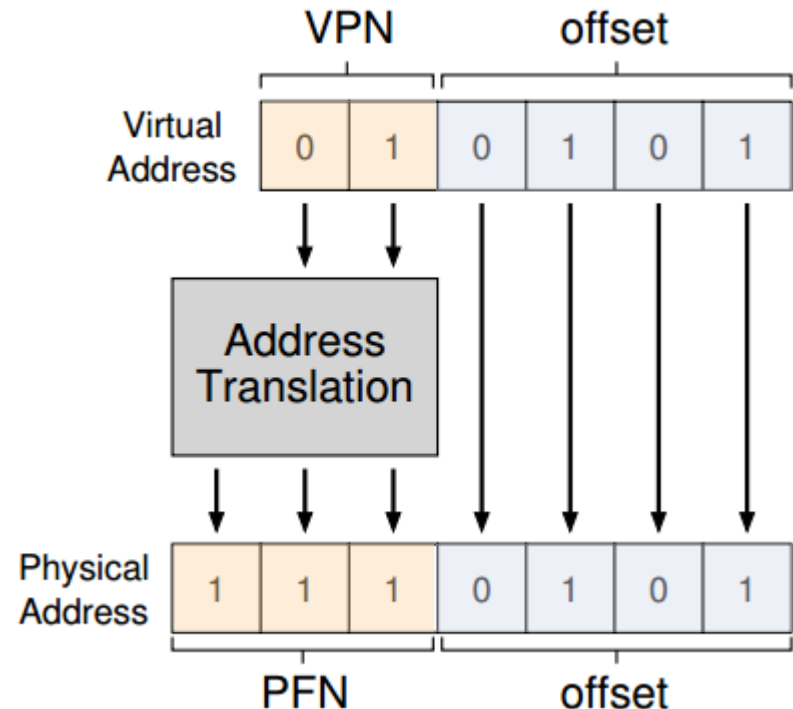 VPN offset
Virtual
Address
0 1 0 1 0 1
Address
Translation
Physical
Address
1 1 1 0 1 0 1
PFN offset